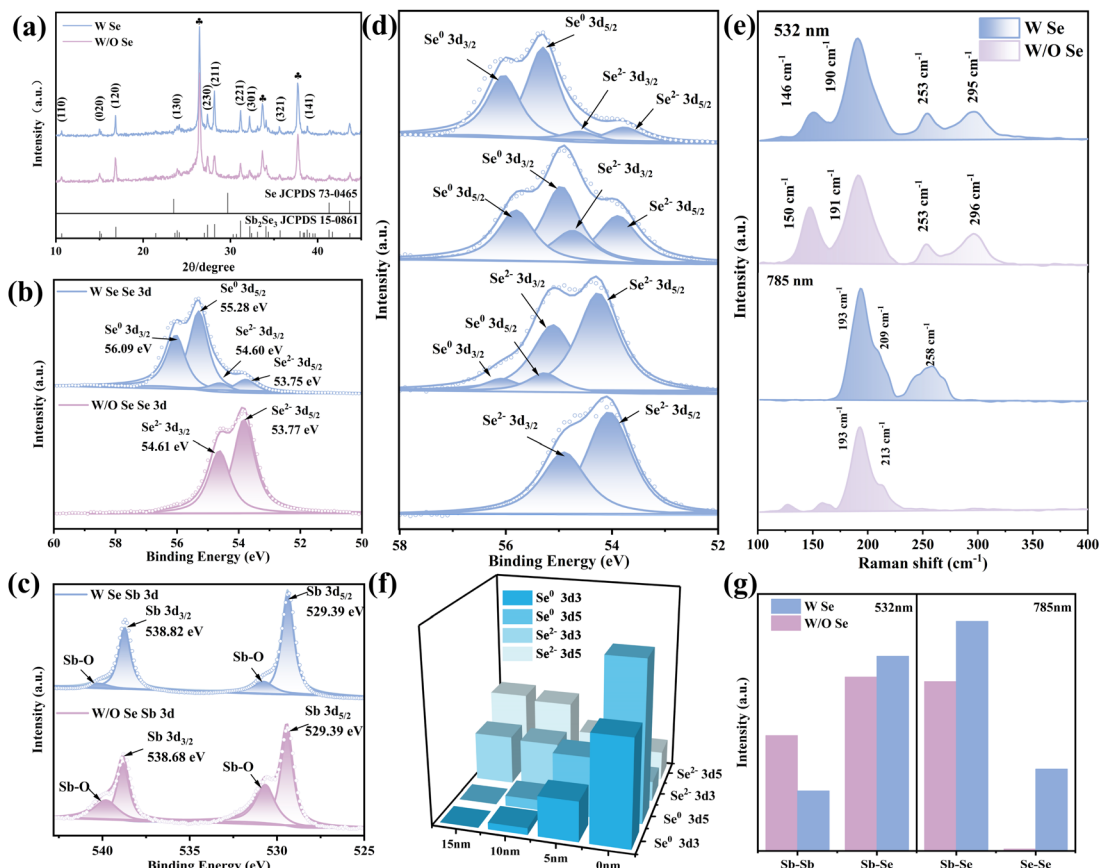 (a)
W Se
W/O Se
♣
(110)
(020)
(120)
(130)
(230)
(211)
(221)
(301)
♣
(321)
♣
(141)
Se JCPDS 73-0465
Sb2Se3 JCPDS 15-0861
Intensity (a.u.)
10 20 30 40
2θ/degree
(b)
W Se Se 3d
Se0 3d5/2
55.28 eV
Se0 3d3/2
56.09 eV
Se2- 3d3/2
54.60 eV
Se2- 3d5/2
53.75 eV
W/O Se Se 3d
Se2- 3d5/2
53.77 eV
Se2- 3d3/2
54.61 eV
Intensity (a.u.)
60 58 56 54 52 50
Binding Energy (eV)
(c)
W Se Sb 3d
Sb 3d5/2
529.39 eV
Sb 3d3/2
538.82 eV
Sb-O
Sb-O
W/O Se Sb 3d
Sb 3d5/2
529.39 eV
Sb 3d3/2
538.68 eV
Sb-O
Sb-O
Intensity (a.u.)
540 535 530 525
Binding Energy (eV)
(d)
Se0 3d3/2
Se0 3d5/2
Se2- 3d3/2
Se2- 3d5/2
Se0 3d3/2
Se2- 3d3/2
Se0 3d5/2
Se2- 3d5/2
Se2- 3d3/2
Se2- 3d5/2
Se0 3d5/2
Se0 3d3/2
Se2- 3d3/2
Se2- 3d5/2
Intensity a.u.
58 56 54 52
Binding Energy (eV)
(e)
532 nm
W Se
W/O Se
146 cm-1
190 cm-1
253 cm-1
295 cm-1
150 cm-1
191 cm-1
253 cm-1
296 cm-1
785 nm
193 cm-1
209 cm-1
258 cm-1
193 cm-1
213 cm-1
Intensity (a.u.)
100 150 200 250 300 350 400
Raman shift (cm-1)
(f)
Se0 3d3
Se0 3d5
Se2- 3d3
Se2- 3d5
Intensity (a.u.)
15nm 10nm 5nm 0nm
Se2- 3d5
Se2- 3d3
Se0 3d5
Se0 3d3
(g)
W Se
W/O Se
532nm
785nm
Intensity (a.u.)
Sb-Sb Sb-Se Sb-Se Se-Se